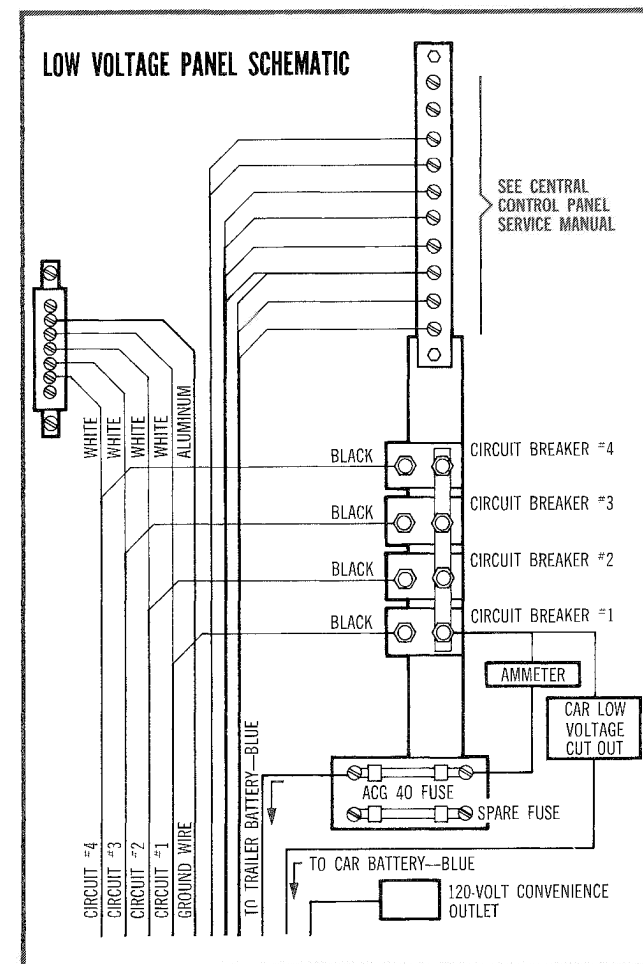 LOW VOLTAGE PANEL SCHEMATIC
SEE CENTRAL
CONTROL PANEL
SERVICE MANUAL
WHITE
WHITE
WHITE
WHITE
ALUMINUM
BLACK
CIRCUIT BREAKER #4
BLACK
CIRCUIT BREAKER #3
BLACK
CIRCUIT BREAKER #2
BLACK
CIRCUIT BREAKER #1
AMMETER
CAR LOW
VOLTAGE
CUT OUT
ACG 40 FUSE
SPARE FUSE
CIRCUIT #4
CIRCUIT #3
CIRCUIT #2
CIRCUIT #1
GROUND WIRE
TO TRAILER BATTERY—BLUE
TO CAR BATTERY—BLUE
120-VOLT CONVENIENCE
OUTLET